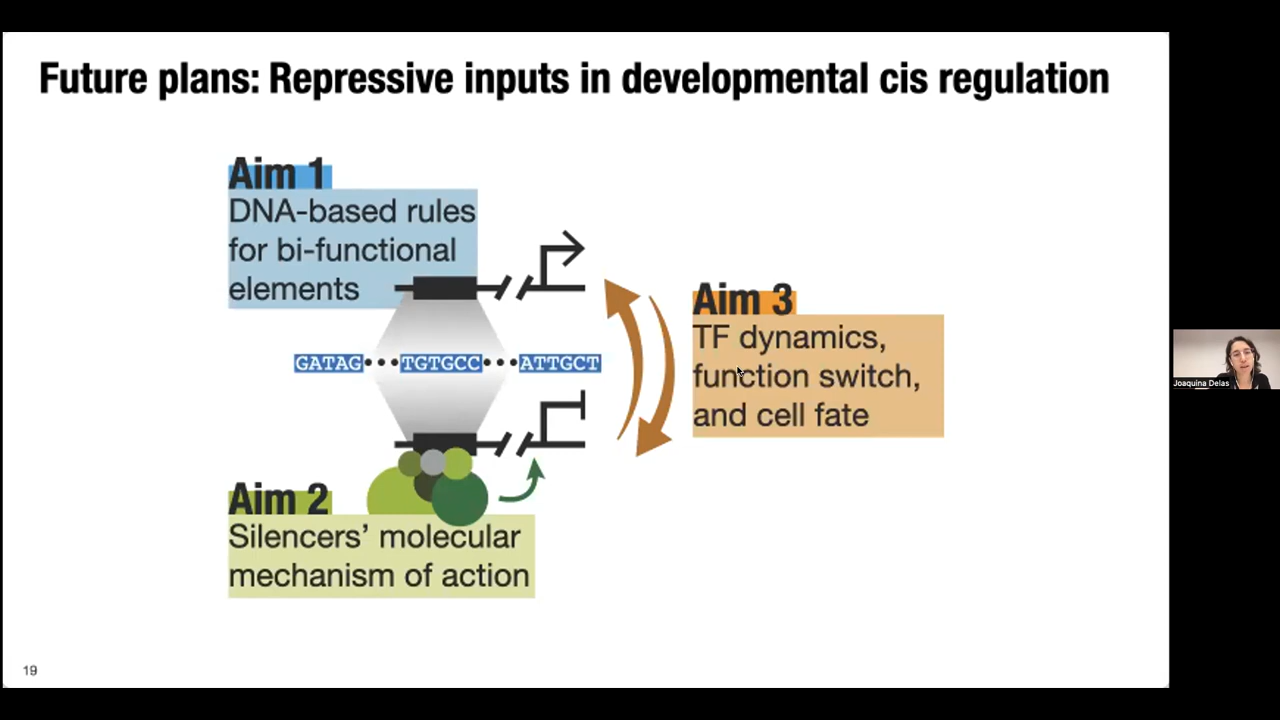 Future plans: Repressive inputs in developmental cis regulation
Aim 1
DNA-based rules
for bi-functional
elements
GATAG•••TGTGCC•••ATTGCT
Aim 2
Silencers’ molecular
mechanism of action
Aim 3
TF dynamics,
function switch,
and cell fate
Joaquina Delas
19